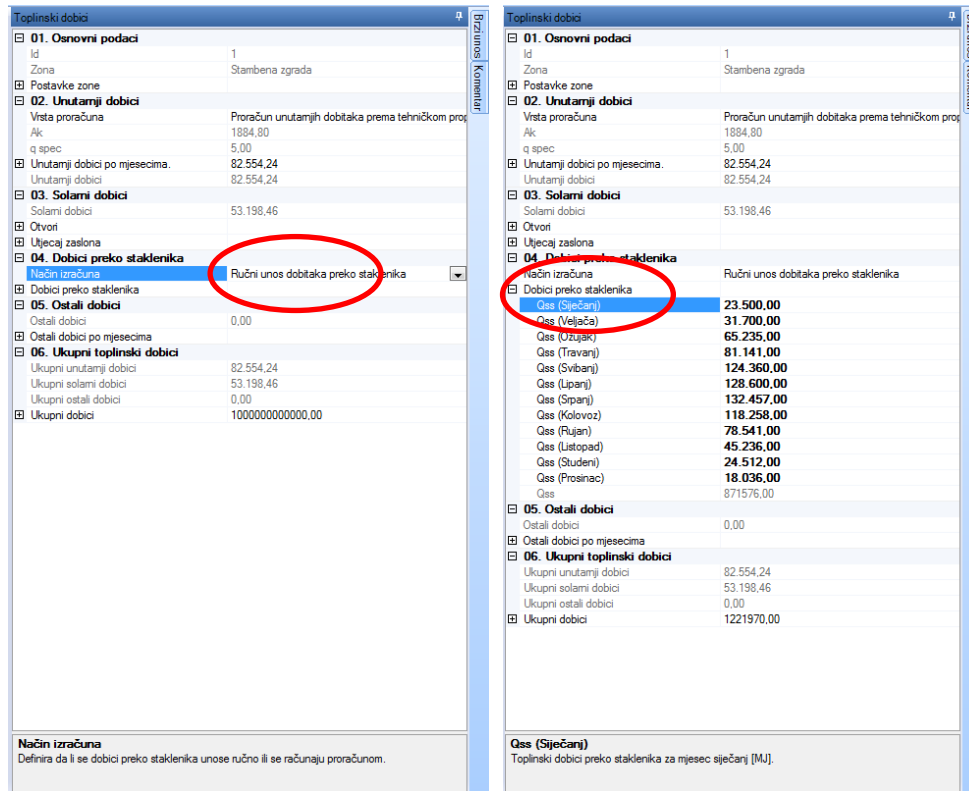 Toplinski dobici
01. Osnovni podaci
Id 1
Zona Stambena zgrada
Postavke zone
02. Unutarnji dobici
Vrsta proračuna Proračun unutarnjih dobitaka prema tehničkom prop
Ak 1884,80
q spec 5,00
Unutarnji dobici po mjesecima. 82.554,24
Unutarnji dobici 82.554,24
03. Solarni dobici
Solarni dobici 53.198,46
Otvori
Utjecaj zaslona
04. Dobici preko staklenika
Način izračuna Ručni unos dobitaka preko staklenika
Dobici preko staklenika
05. Ostali dobici
Ostali dobici 0,00
Ostali dobici po mjesecima
06. Ukupni toplinski dobici
Ukupni unutarnji dobici 82.554,24
Ukupni solarni dobici 53.198,46
Ukupni ostali dobici 0,00
Ukupni dobici 1000000000000,00
Način izračuna
Definira da li se dobici preko staklenika unose ručno ili se računaju proračunom.
Brzi unos
Komentar
Toplinski dobici
01. Osnovni podaci
Id 1
Zona Stambena zgrada
Postavke zone
02. Unutarnji dobici
Vrsta proračuna Proračun unutarnjih dobitaka prema tehničkom prop
Ak 1884,80
q spec 5,00
Unutarnji dobici po mjesecima. 82.554,24
Unutarnji dobici 82.554,24
03. Solarni dobici
Solarni dobici 53.198,46
Otvori
Utjecaj zaslona
04. Dobici preko staklenika
Način izračuna Ručni unos dobitaka preko staklenika
Dobici preko staklenika
Qss (Siječanj) 23.500,00
Qss (Veljača) 31.700,00
Qss (Ožujak) 65.235,00
Qss (Travanj) 81.141,00
Qss (Svibanj) 124.360,00
Qss (Lipanj) 128.600,00
Qss (Srpanj) 132.457,00
Qss (Kolovoz) 118.258,00
Qss (Rujan) 78.541,00
Qss (Listopad) 45.236,00
Qss (Studeni) 24.512,00
Qss (Prosinac) 18.036,00
Qss 871576,00
05. Ostali dobici
Ostali dobici 0,00
Ostali dobici po mjesecima
06. Ukupni toplinski dobici
Ukupni unutarnji dobici 82.554,24
Ukupni solarni dobici 53.198,46
Ukupni ostali dobici 0,00
Ukupni dobici 1221970,00
Qss (Siječanj)
Toplinski dobici preko staklenika za mjesec siječanj [MJ].